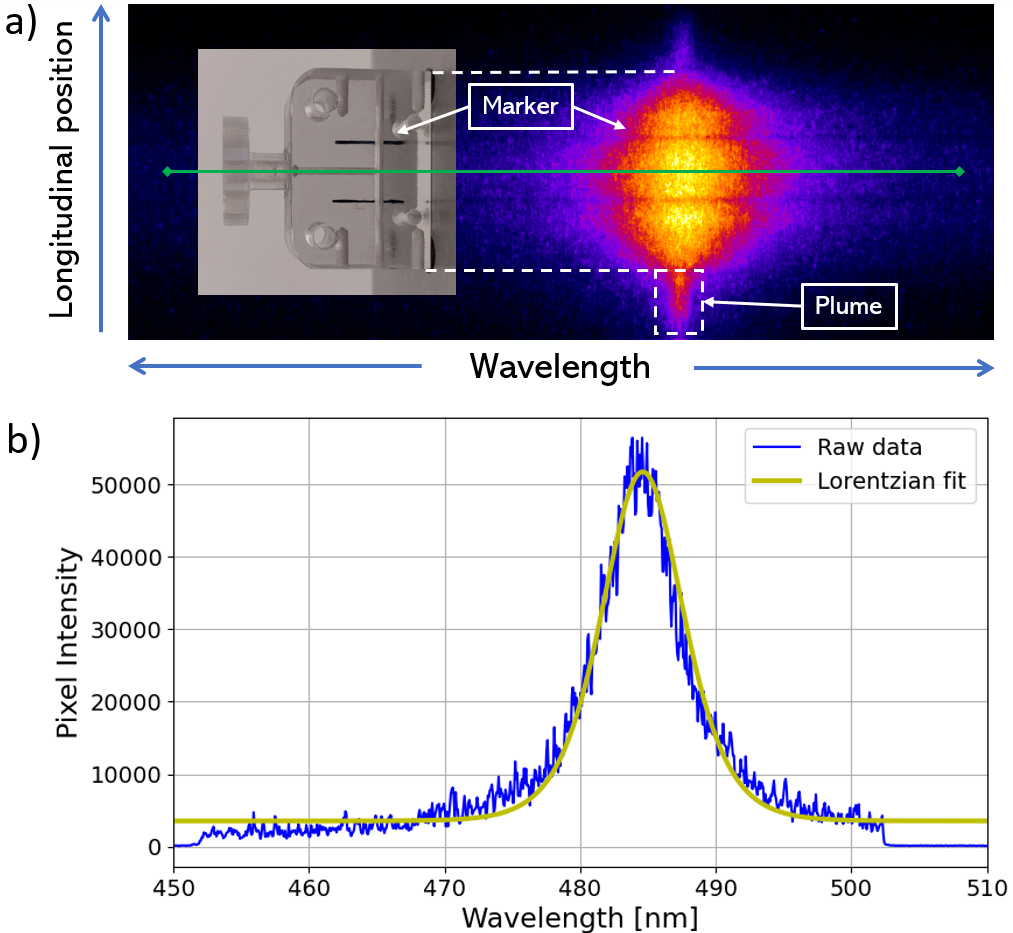 a)
Longitudinal position
Marker
Plume
Wavelength
b)
Raw data
Lorentzian fit
Pixel Intensity
50000
40000
30000
20000
10000
0
450 460 470 480 490 500 510
Wavelength [nm]